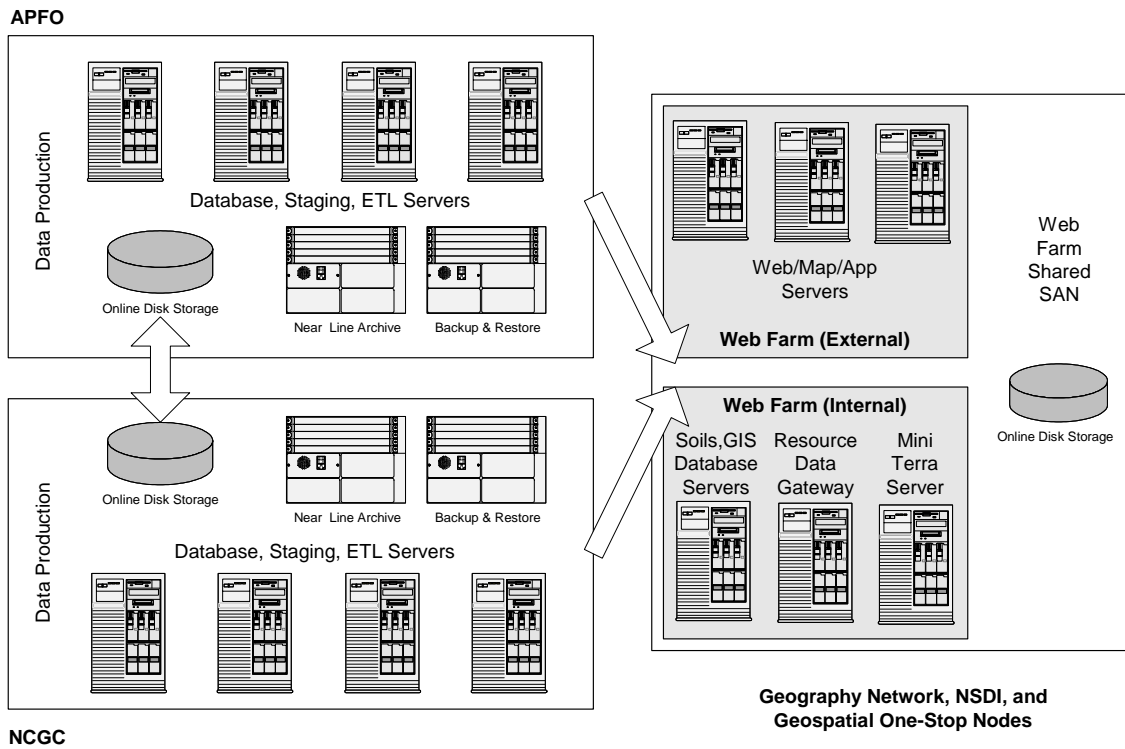 APFO
Data Production
Database, Staging, ETL Servers
Online Disk Storage
Near Line Archive
Backup & Restore
Data Production
Online Disk Storage
Near Line Archive
Backup & Restore
Database, Staging, ETL Servers
NCGC
Web/Map/App
Servers
Web Farm (External)
Web Farm (Internal)
Soils,GIS
Database
Servers
Resource
Data
Gateway
Mini
Terra
Server
Web
Farm
Shared
SAN
Online Disk Storage
Geography Network, NSDI, and
Geospatial One-Stop Nodes